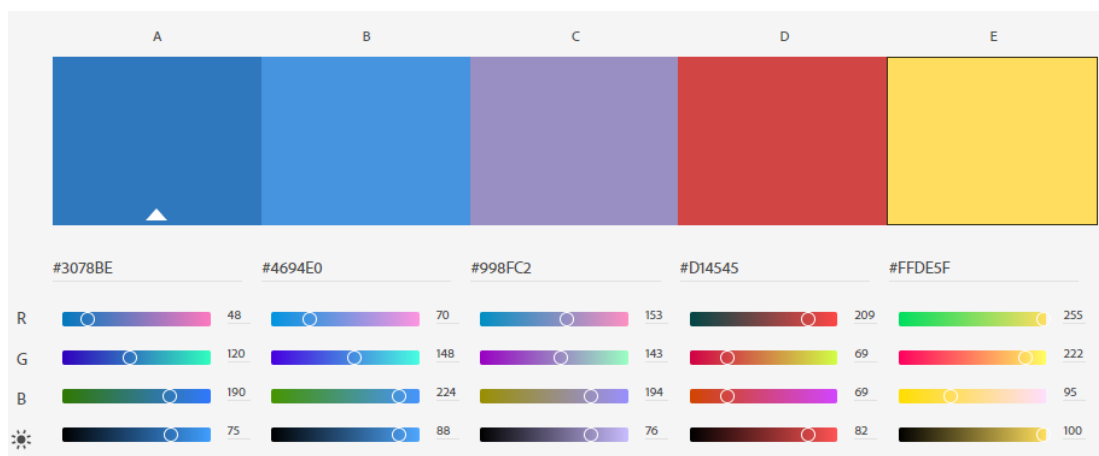 A B C D E
#3078BE #4694E0 #998FC2 #D14545 #FFDE5F
R 48 70 153 209 255
G 120 148 143 69 222
B 190 224 194 69 95
75 88 76 82 100